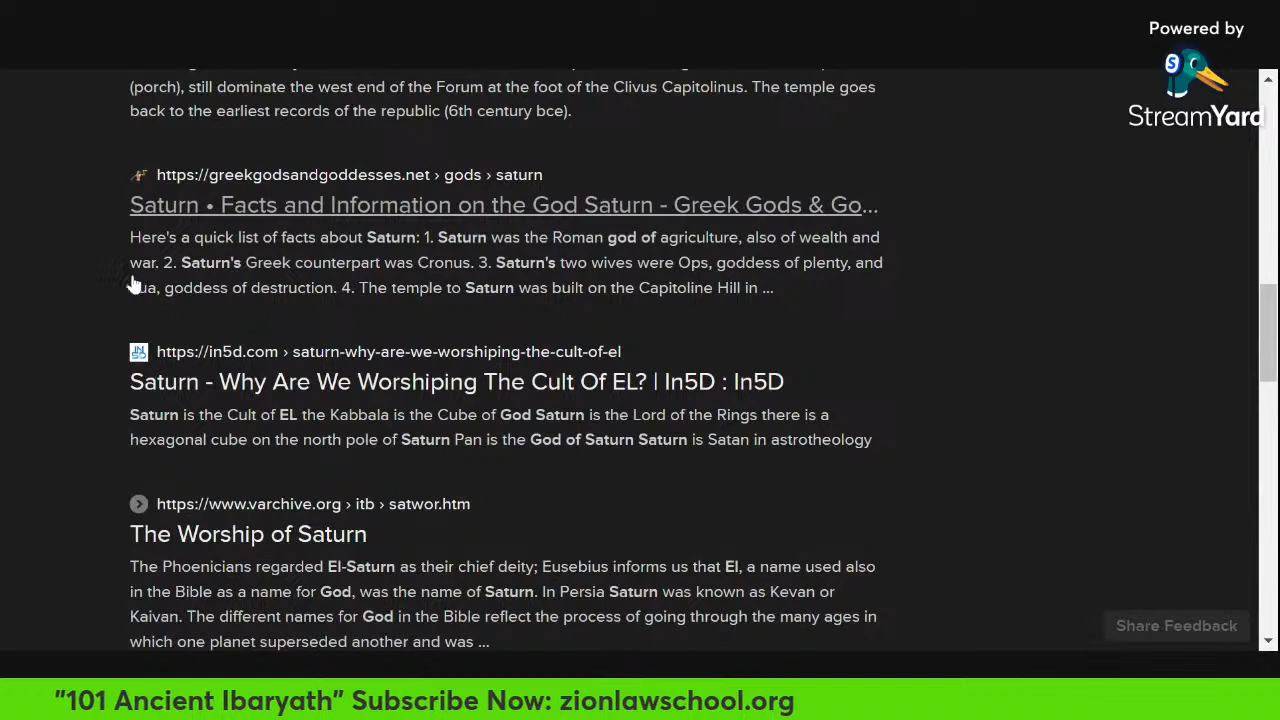 Powered by
StreamYard
(porch), still dominate the west end of the Forum at the foot of the Clivus Capitolinus. The temple goes
back to the earliest records of the republic (6th century bce).
https://greekgodsandgoddesses.net › gods › saturn
Saturn • Facts and Information on the God Saturn - Greek Gods & Go...
Here's a quick list of facts about Saturn: 1. Saturn was the Roman god of agriculture, also of wealth and
war. 2. Saturn's Greek counterpart was Cronus. 3. Saturn's two wives were Ops, goddess of plenty, and
goddess of destruction. 4. The temple to Saturn was built on the Capitoline Hill in ...
https://in5d.com › saturn-why-are-we-worshiping-the-cult-of-el
Saturn - Why Are We Worshiping The Cult Of EL? | In5D : In5D
Saturn is the Cult of EL the Kabbala is the Cube of God Saturn is the Lord of the Rings there is a
hexagonal cube on the north pole of Saturn Pan is the God of Saturn Saturn is Satan in astrotheology
https://www.varchive.org › itb › satwor.htm
The Worship of Saturn
The Phoenicians regarded El-Saturn as their chief deity; Eusebius informs us that El, a name used also
in the Bible as a name for God, was the name of Saturn. In Persia Saturn was known as Kevan or
Kaivan. The different names for God in the Bible reflect the process of going through the many ages in
which one planet superseded another and was ...
Share Feedback
"101 Ancient Ibaryath" Subscribe Now: zionlawschool.org